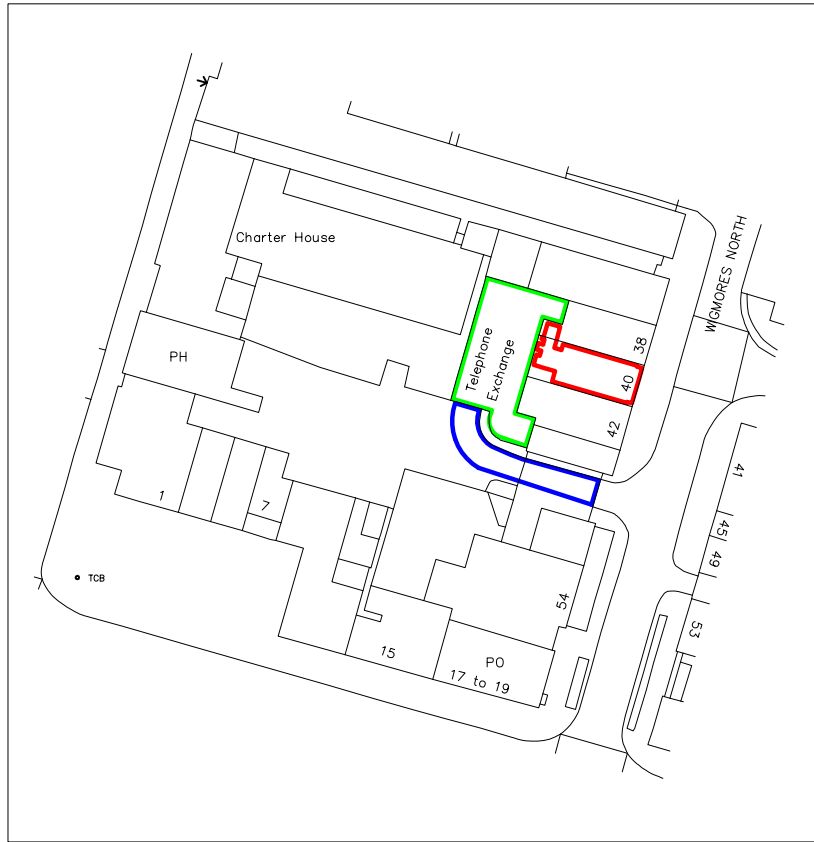 Charter House
WIGMORES NORTH
Telephone
Exchange
38
40
42
PH
41
45
49
53
1
7
TCB
54
15
PO
17 to 19